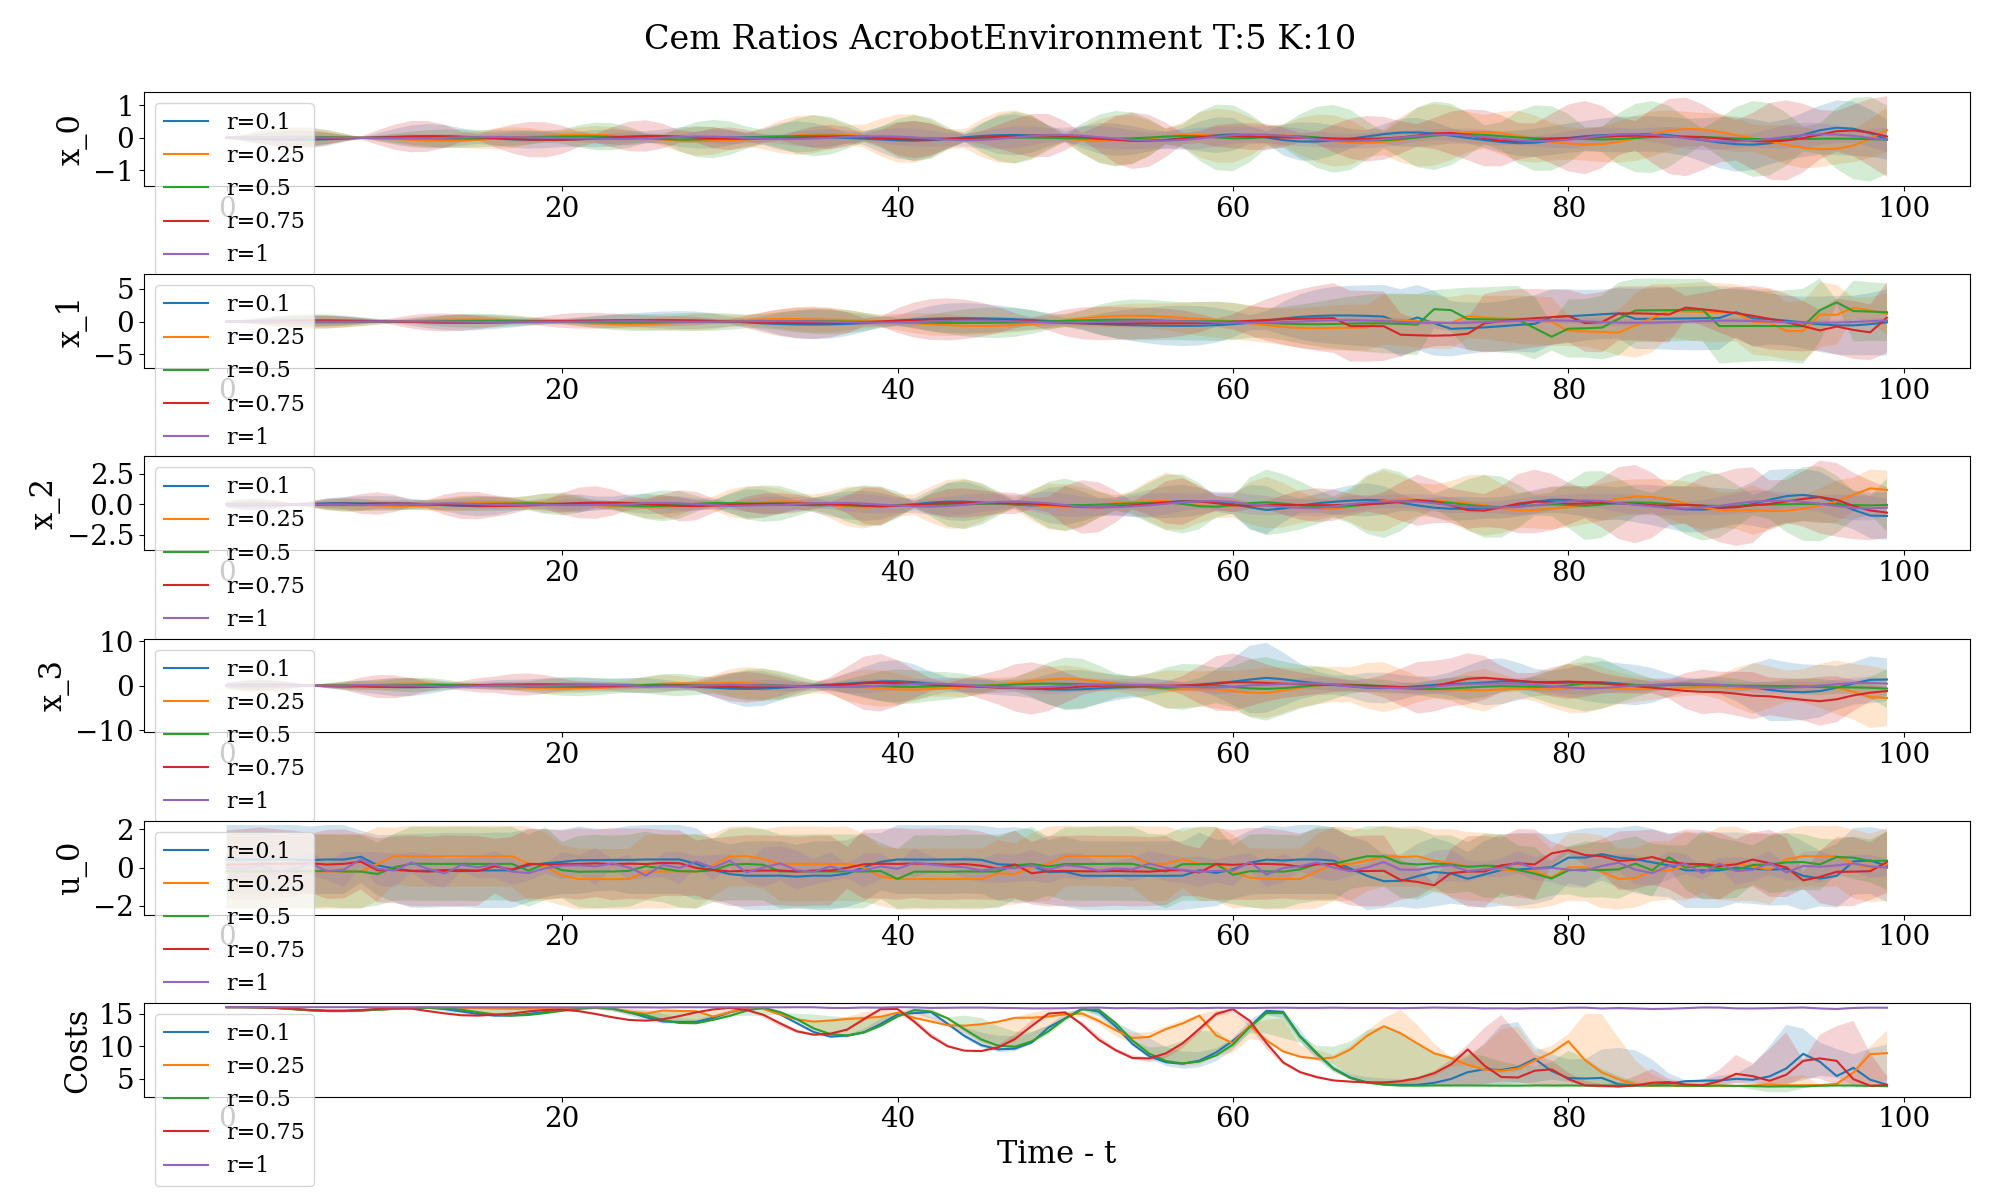 Cem Ratios AcrobotEnvironment T:5 K:10
x_0
1
0
−1
r=0.1
r=0.25
r=0.5
r=0.75
r=1
0 20 40 60 80 100
x_1
5
0
−5
r=0.1
r=0.25
r=0.5
r=0.75
r=1
0 20 40 60 80 100
x_2
2.5
0.0
−2.5
r=0.1
r=0.25
r=0.5
r=0.75
r=1
0 20 40 60 80 100
x_3
10
0
−10
r=0.1
r=0.25
r=0.5
r=0.75
r=1
0 20 40 60 80 100
u_0
2
0
−2
r=0.1
r=0.25
r=0.5
r=0.75
r=1
0 20 40 60 80 100
Costs
15
10
5
r=0.1
r=0.25
r=0.5
r=0.75
r=1
0 20 40 60 80 100
Time - t